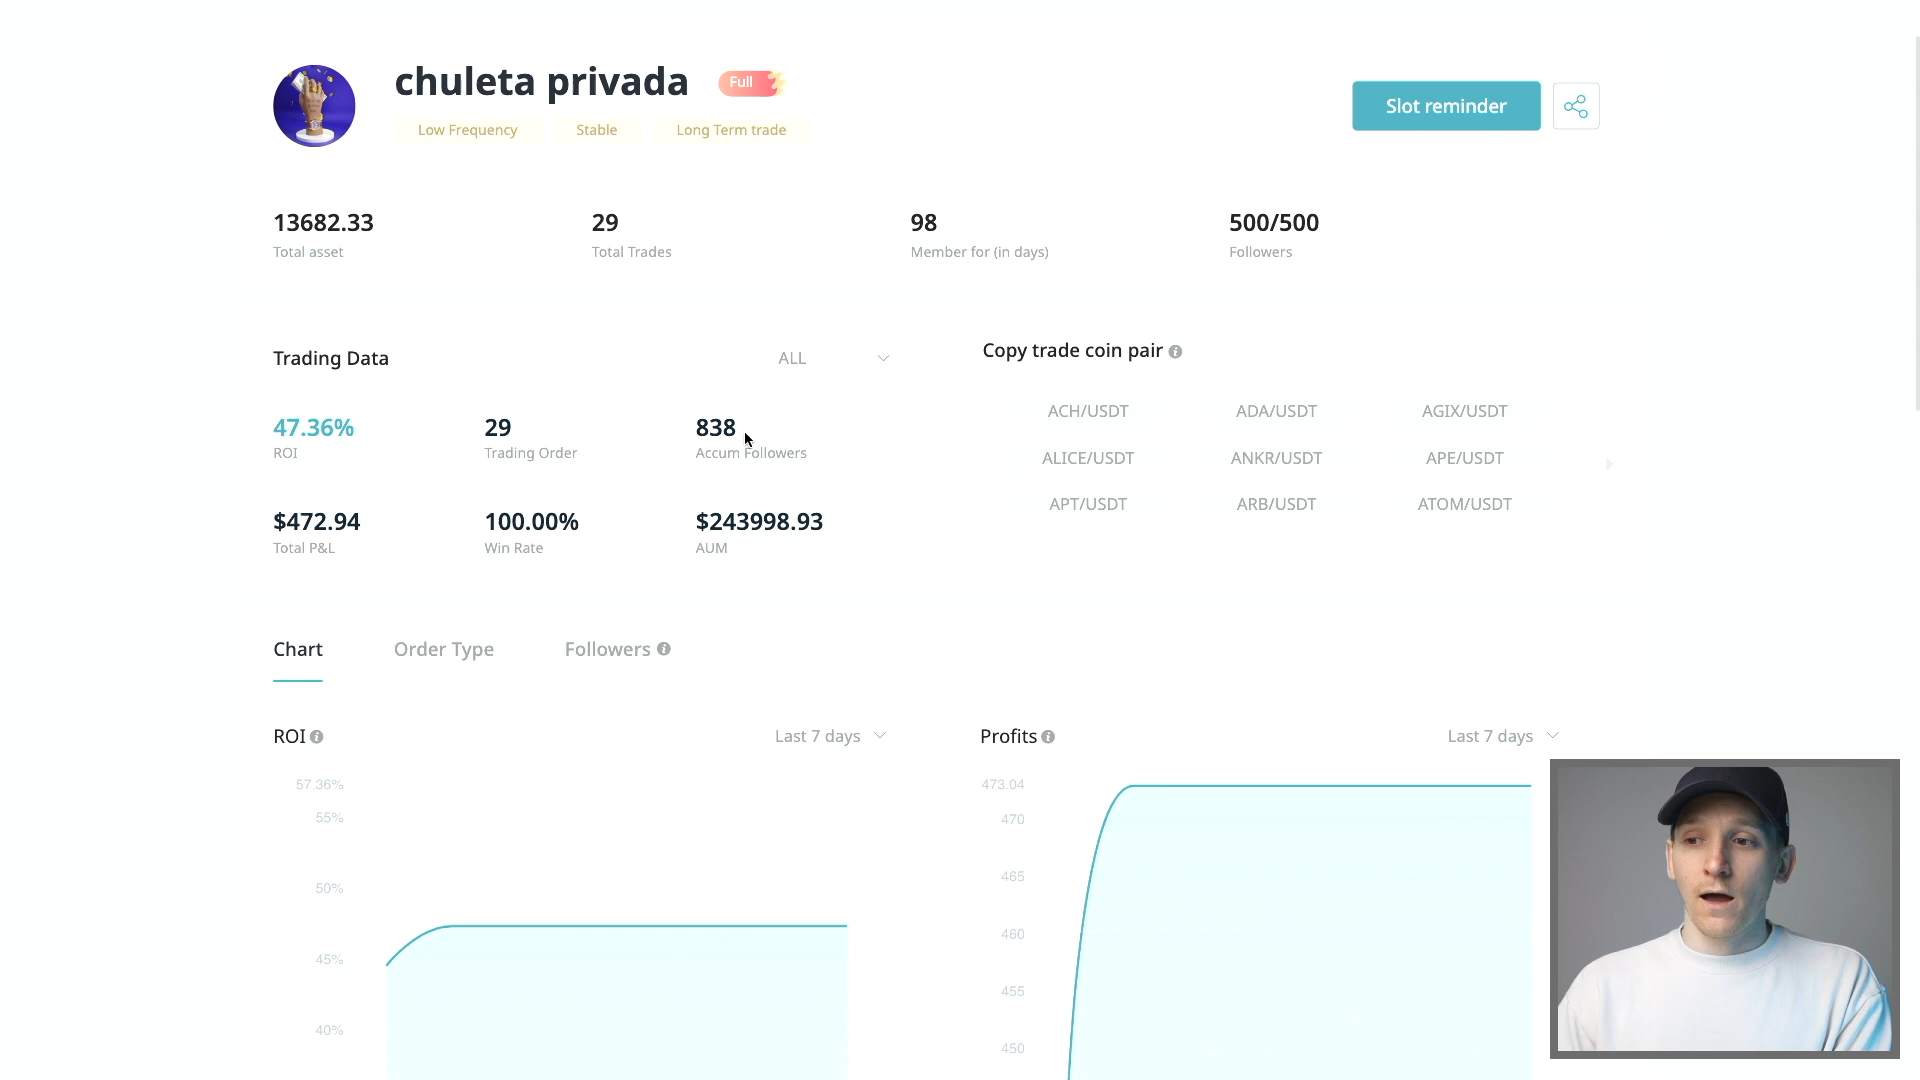 chuleta privada Full
Low Frequency Stable Long Term trade
Slot reminder
13682.33 29 98 500/500
Total asset Total Trades Member for (in days) Followers
Trading Data ALL
Copy trade coin pair
47.36% 29 838
ROI Trading Order Accum Followers
$472.94 100.00% $243998.93
Total P&L Win Rate AUM
ACH/USDT ADA/USDT AGIX/USDT
ALICE/USDT ANKR/USDT APE/USDT
APT/USDT ARB/USDT ATOM/USDT
Chart Order Type Followers
ROI Last 7 days
57.36%
55%
50%
45%
40%
Profits Last 7 days
473.04
470
465
460
455
450